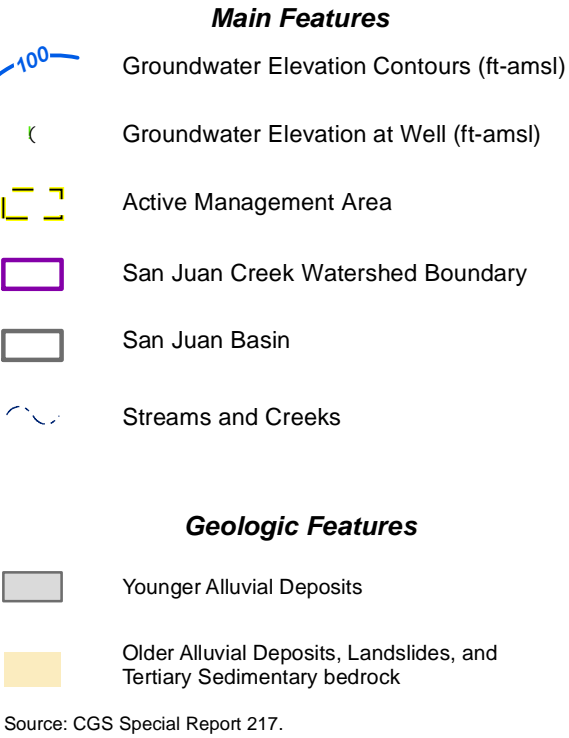 Main Features
100
Groundwater Elevation Contours (ft-amsl)
Groundwater Elevation at Well (ft-amsl)
Active Management Area
San Juan Creek Watershed Boundary
San Juan Basin
Streams and Creeks
Geologic Features
Younger Alluvial Deposits
Older Alluvial Deposits, Landslides, and
Tertiary Sedimentary bedrock
Source: CGS Special Report 217.